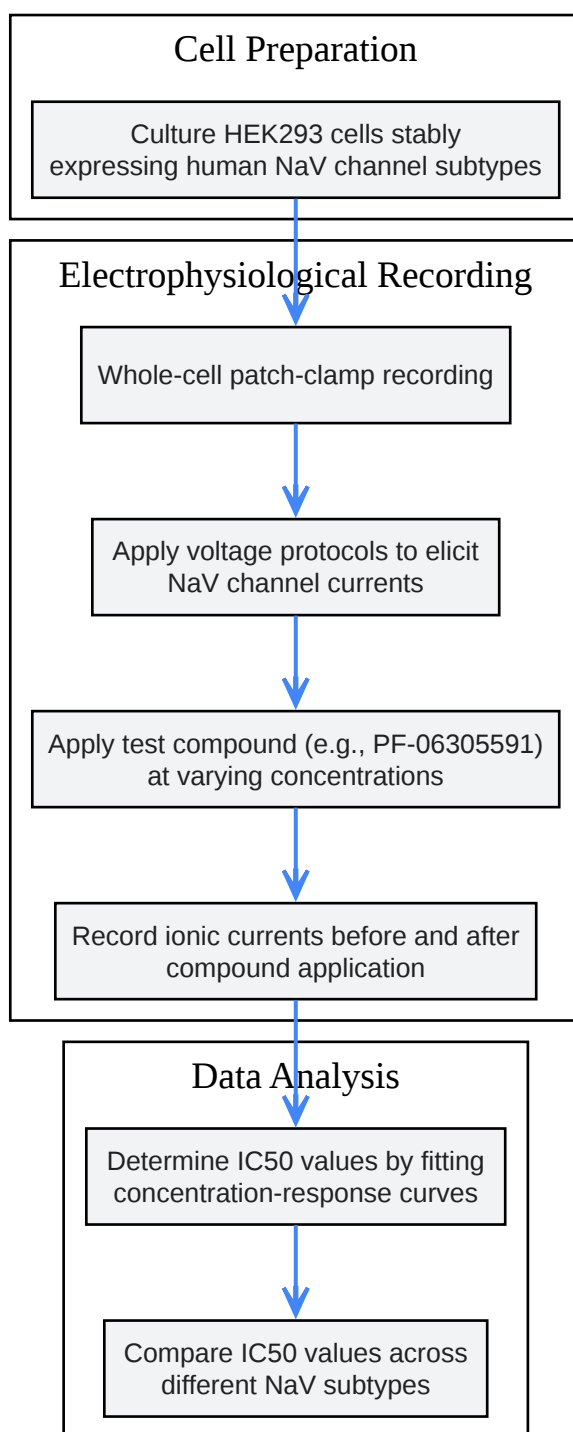 Cell Preparation
Culture HEK293 cells stably
expressing human NaV channel subtypes
Electrophysiological Recording
Whole-cell patch-clamp recording
Apply voltage protocols to elicit
NaV channel currents
Apply test compound (e.g., PF-06305591)
at varying concentrations
Record ionic currents before and after
compound application
Data Analysis
Determine IC50 values by fitting
concentration-response curves
Compare IC50 values across
different NaV subtypes